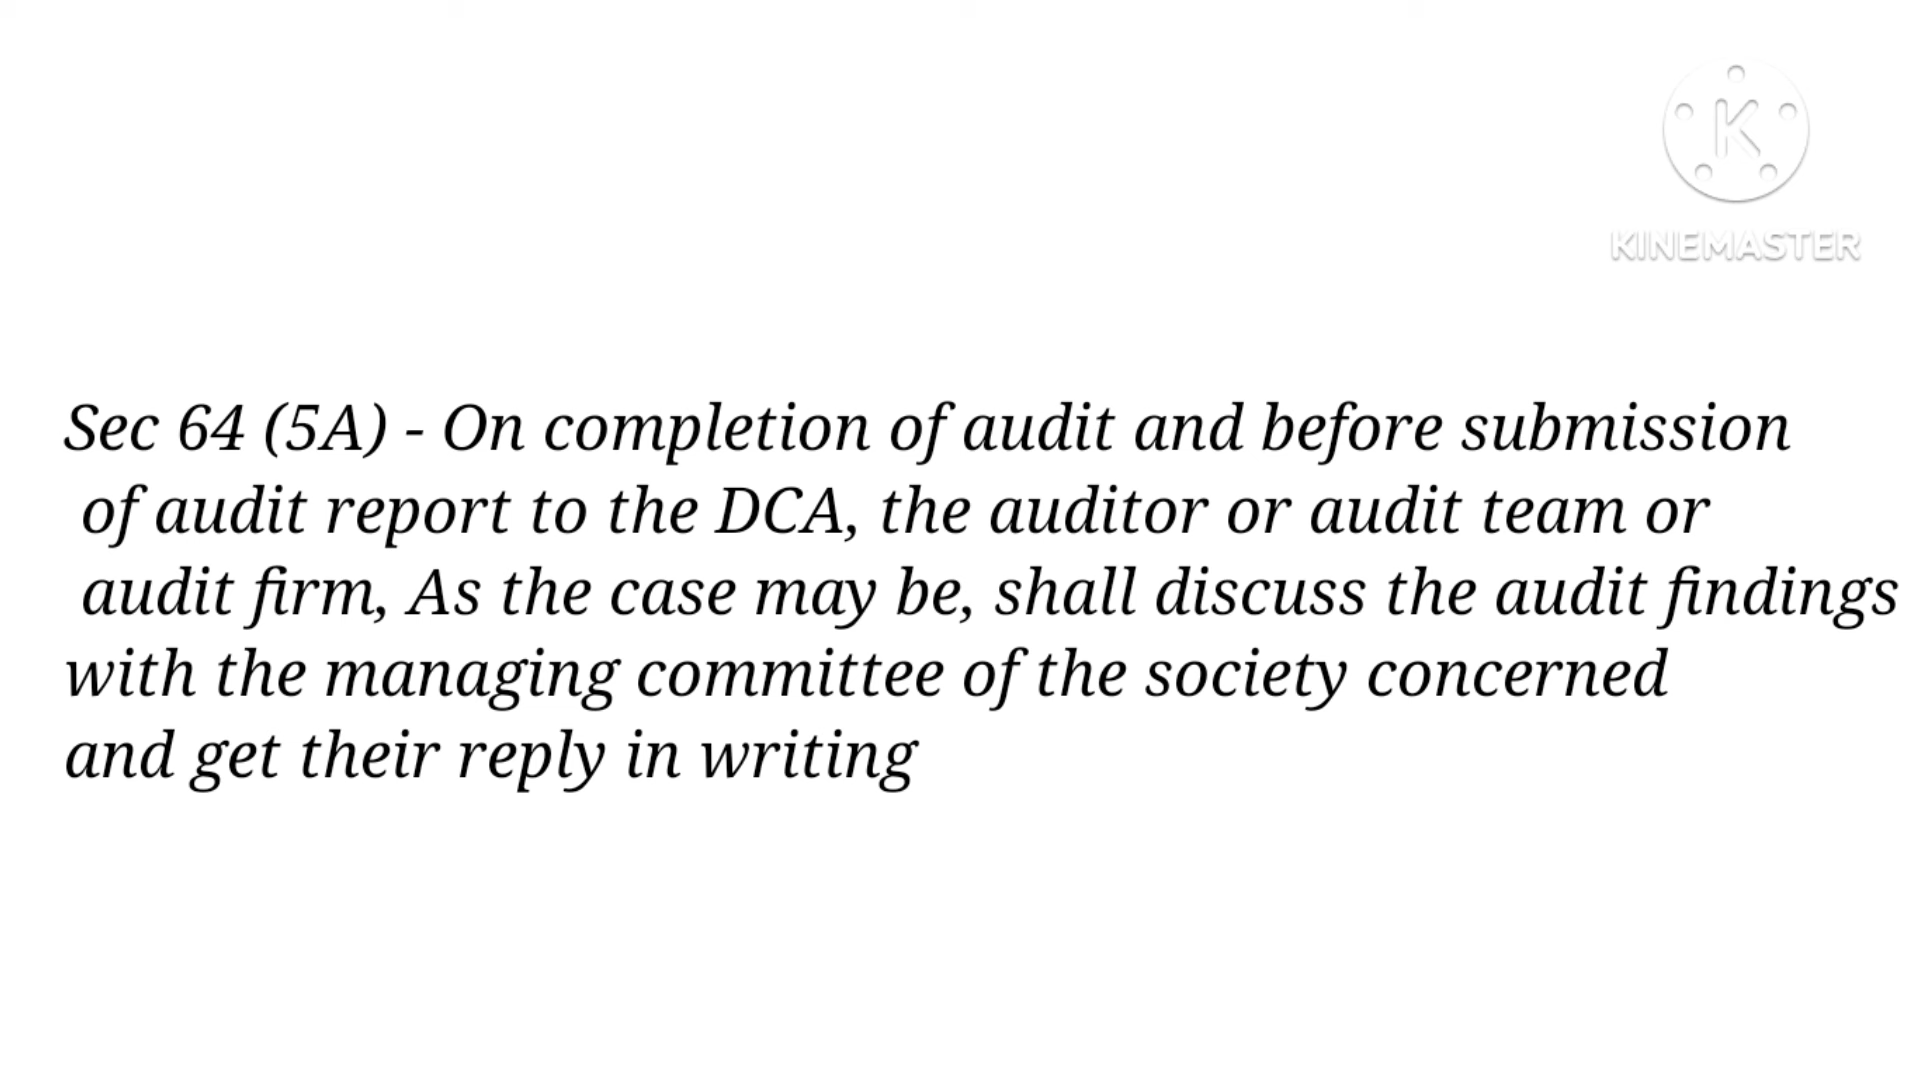 K
KINEMASTER
Sec 64 (5A) - On completion of audit and before submission
of audit report to the DCA, the auditor or audit team or
audit firm, As the case may be, shall discuss the audit findings
with the managing committee of the society concerned
and get their reply in writing